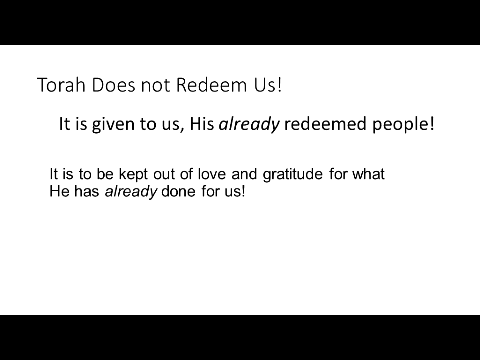 Torah Does not Redeem Us!
It is given to us, His already redeemed people!
It is to be kept out of love and gratitude for what
He has already done for us!